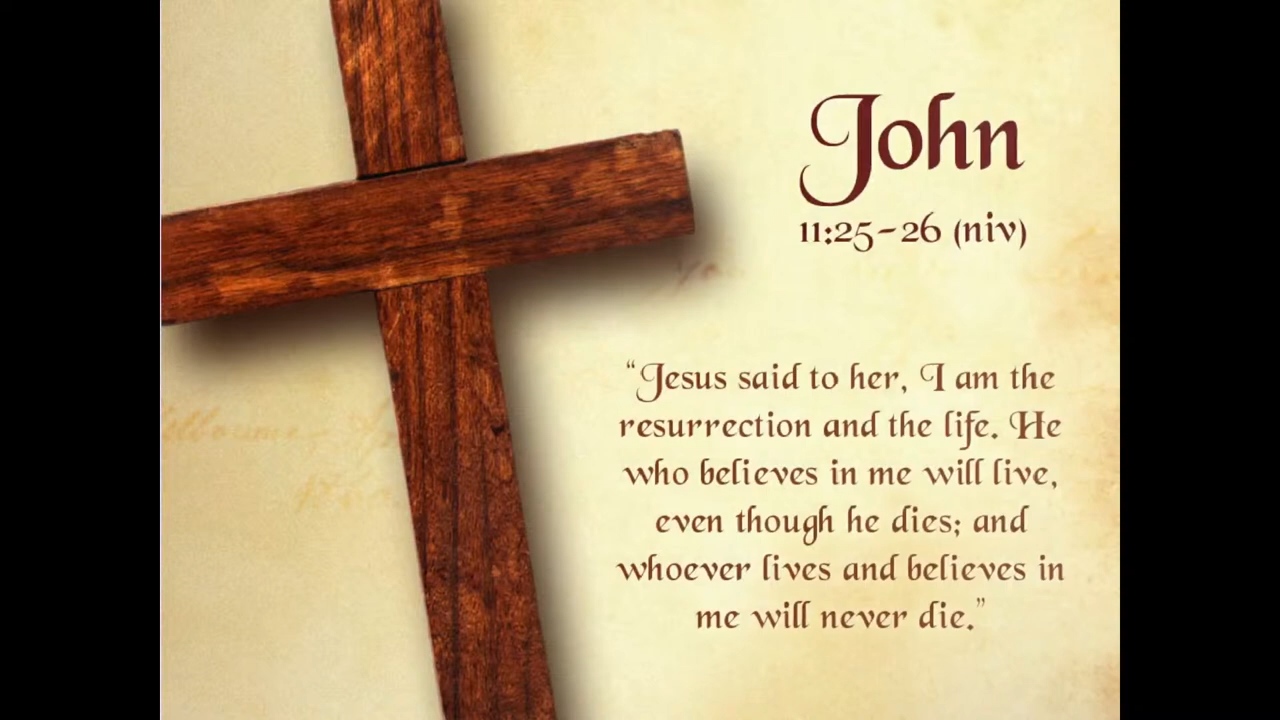 John
11:25-26 (niv)
"Jesus said to her, I am the
resurrection and the life. He
who believes in me will live,
even though he dies; and
whoever lives and believes in
me will never die."